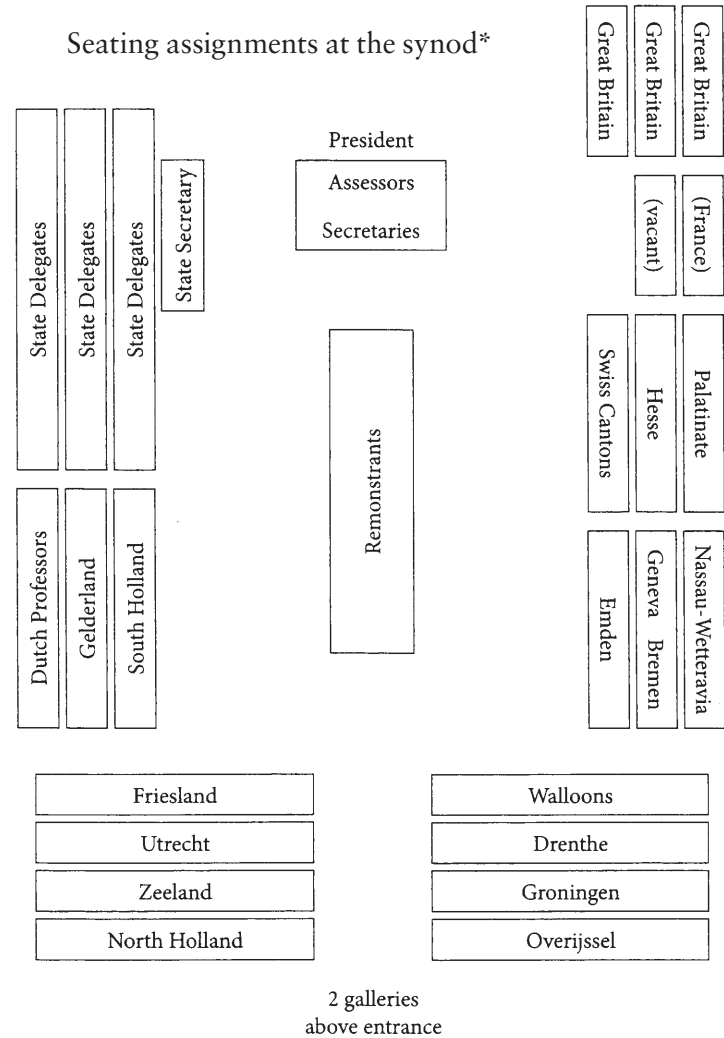 Seating assignments at the synod*
Great Britain
Great Britain
Great Britain
State Delegates
State Delegates
State Delegates
State Secretary
President
Assessors
Secretaries
(vacant)
(France)
Remonstrants
Swiss Cantons
Hesse
Palatinate
Dutch Professors
Gelderland
South Holland
Emden
Geneva Bremen
Nassau-Wetteravia
Friesland
Utrecht
Zeeland
North Holland
Walloons
Drenthe
Groningen
Overijssel
2 galleries
above entrance